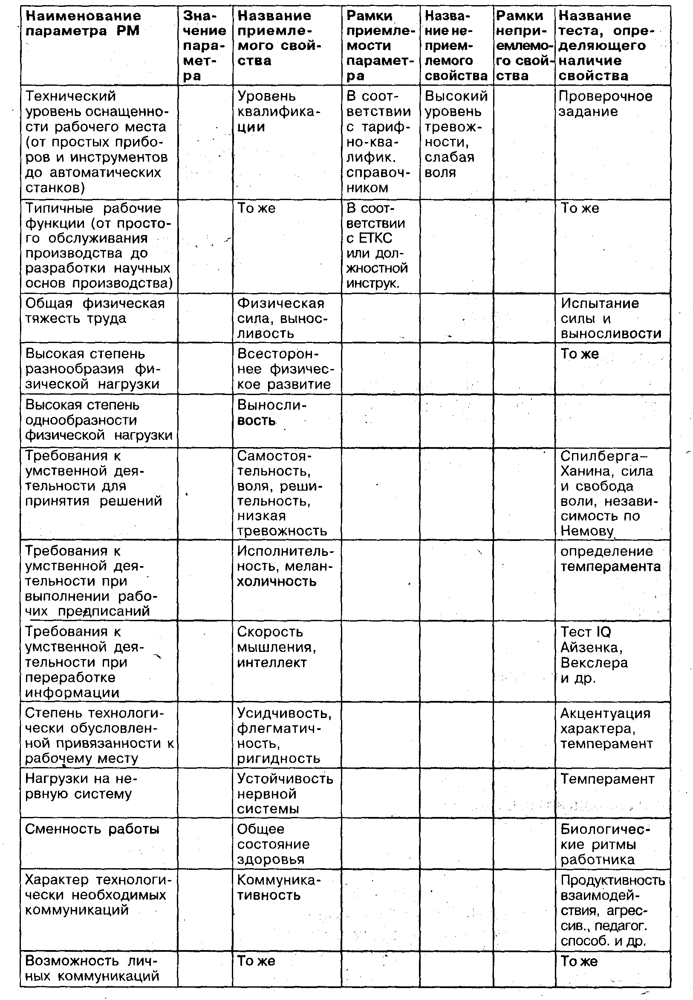 Наименование
параметра РМ
Зна-
чение
пара-
мет-
ра
Название
приемле-
мого свой-
ства
Рамки
приемле-
мости
парамет-
ра
Назва-
ние не-
прием-
лемого
свойства
Рамки
непри-
емлемо-
го свой-
ства
Название
теста, опре-
деляющего
наличие
свойства
Технический
уровень оснащенно-
сти рабочего места
(от простых прибо-
ров и инструментов
до автоматических
станков)
Уровень
квалифика-
ции
В соот-
ветствии
с тариф-
но-ква-
лифик.
справоч-
ником
Высокий
уровень
тревож-
ности,
слабая
воля
Проверочное
задание
Типичные рабочие
функции (от просто-
го обслуживания
производства до
разработки научных
основ производства)
То же
В соот-
ветствии
с ЕТКС
или дол-
жностной
инструк.
То же
Общая физическая
тяжесть труда
Физическая
сила, вынос-
ливость
Испытание
силы и
выносливости
Высокая степень
разнообразия фи-
зической нагрузки
Всесторон-
нее физичес-
кое развитие
То же
Высокая степень
однообразности
физической нагрузки
Выносли-
вость
Требования к
умственной дея-
тельности для
принятия решений
Самостоя-
тельность,
воля, реши-
тельность,
низкая
тревожность
Спилберга–
Ханина, сила
и свобода
воли, незави-
симость по
Немову
Требования к
умственной дея-
тельности при
выполнении рабо-
чих предписаний
Исполнитель-
ность, мелан-
холичность
определение
темперамента
Требования к
умственной дея-
тельности при
переработке
информации
Скорость
мышления,
интеллект
Тест IQ
Айзенка,
Векслера
и др.
Степень технологи-
чески обусловлен-
ной привязанности к
рабочему месту
Усидчивость,
флегматич-
ность,
ригидность
Акцентуация
характера,
темперамент
Нагрузки на не-
рвную систему
Устойчивость
нервной
системы
Темперамент
Сменность работы
Общее
состояние
здоровья
Биологичес-
кие ритмы
работника
Характер технологи-
чески необходимых
коммуникаций
Коммуника-
тивность
Продуктивность
взаимодей-
ствия, агрес-
сив., педагог.
способ. и др.
Возможность лич-
ных коммуникаций
То же
То же